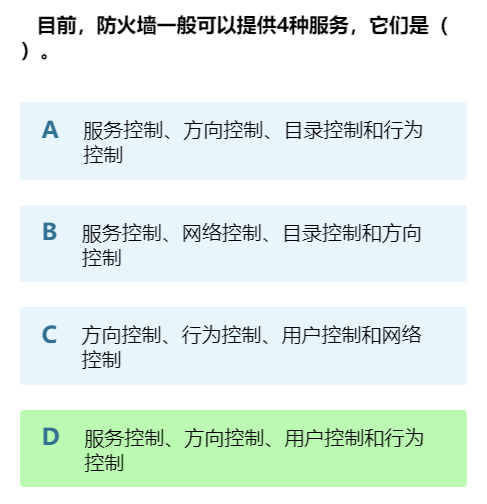 目前，防火墙一般可以提供4种服务，它们是（
）。
A 服务控制、方向控制、目录控制和行为
控制
B 服务控制、网络控制、目录控制和方向
控制
C 方向控制、行为控制、用户控制和网络
控制
D 服务控制、方向控制、用户控制和行为
控制